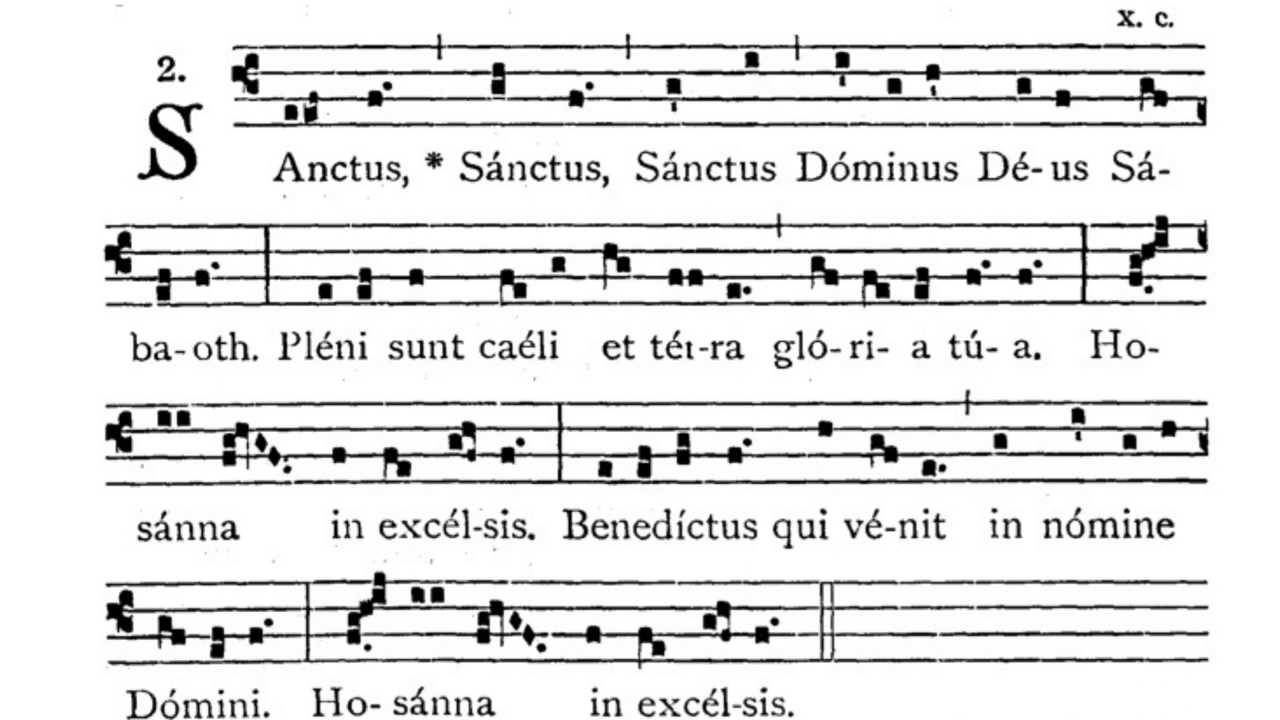 x. c.
2.
SAnctus, * Sánctus, Sánctus Dóminus Dé-us Sá-
ba-oth. Pléni sunt caéli et tér-ra gló-ri-a tú-a. Ho-
sánna in excél-sis. Benedíctus qui vé-nit in nómine
Dómini. Ho-sánna in excél-sis.